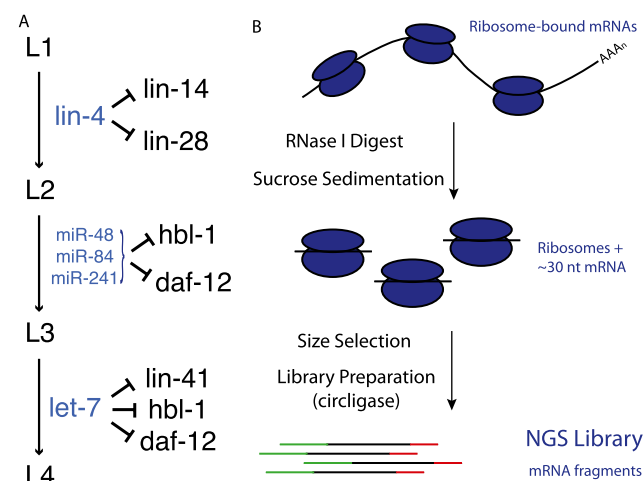 A
L1
lin-4
lin-14
lin-28
L2
miR-48
miR-84
miR-241
hbl-1
daf-12
L3
let-7
lin-41
hbl-1
daf-12
L4
B
Ribosome-bound mRNAs
AAAn
RNase I Digest
Sucrose Sedimentation
Ribosomes +
~30 nt mRNA
Size Selection
Library Preparation
(circligase)
NGS Library
mRNA fragments